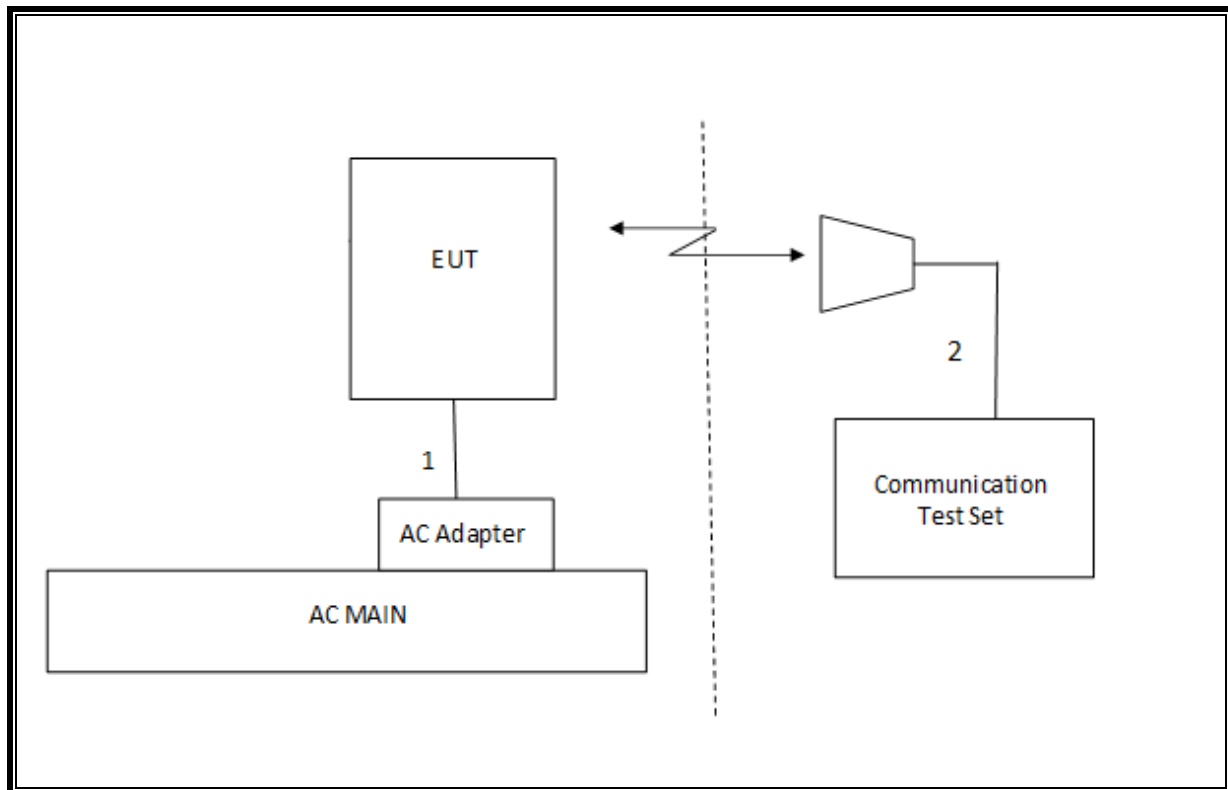 EUT
2
1
Communication
Test Set
AC Adapter
AC MAIN